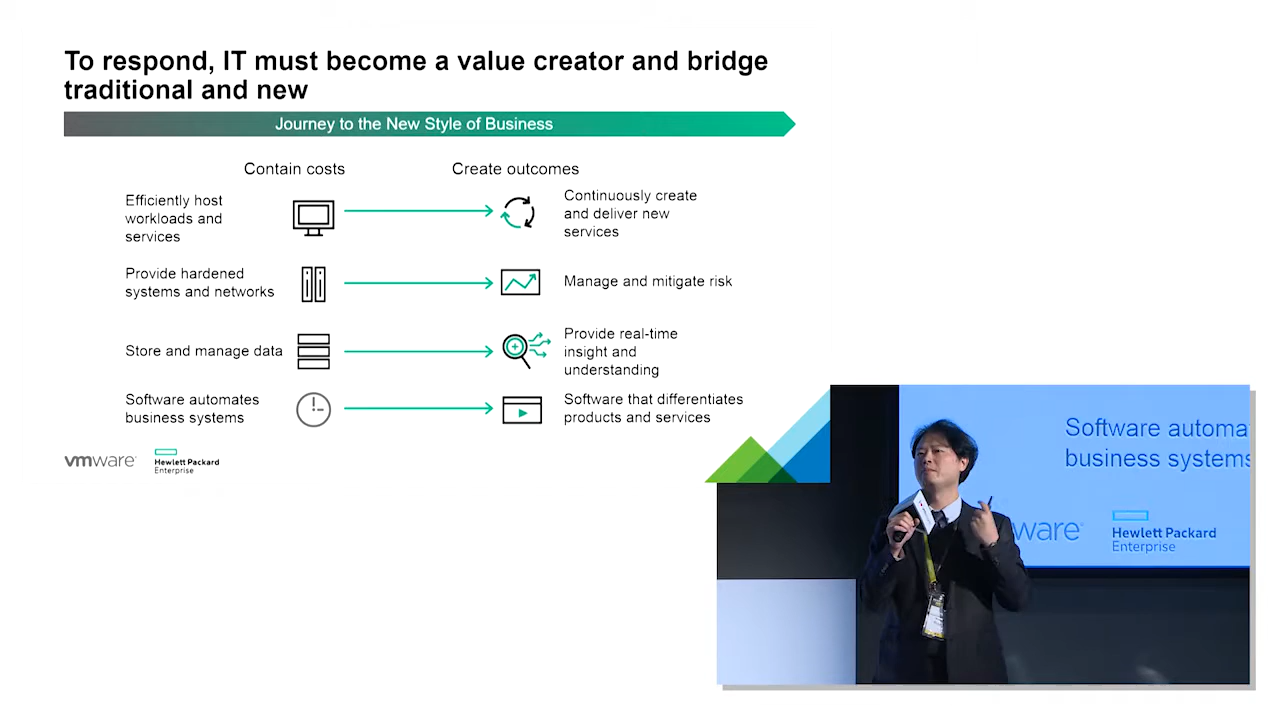 To respond, IT must become a value creator and bridge
traditional and new
Journey to the New Style of Business
Contain costs
Create outcomes
Efficiently host
workloads and
services
Continuously create
and deliver new
services
Provide hardened
systems and networks
Manage and mitigate risk
Store and manage data
Provide real-time
insight and
understanding
Software automates
business systems
Software that differentiates
products and services
vmware
Hewlett Packard
Enterprise
Software automa
business systems
ware
Hewlett Packard
Enterprise